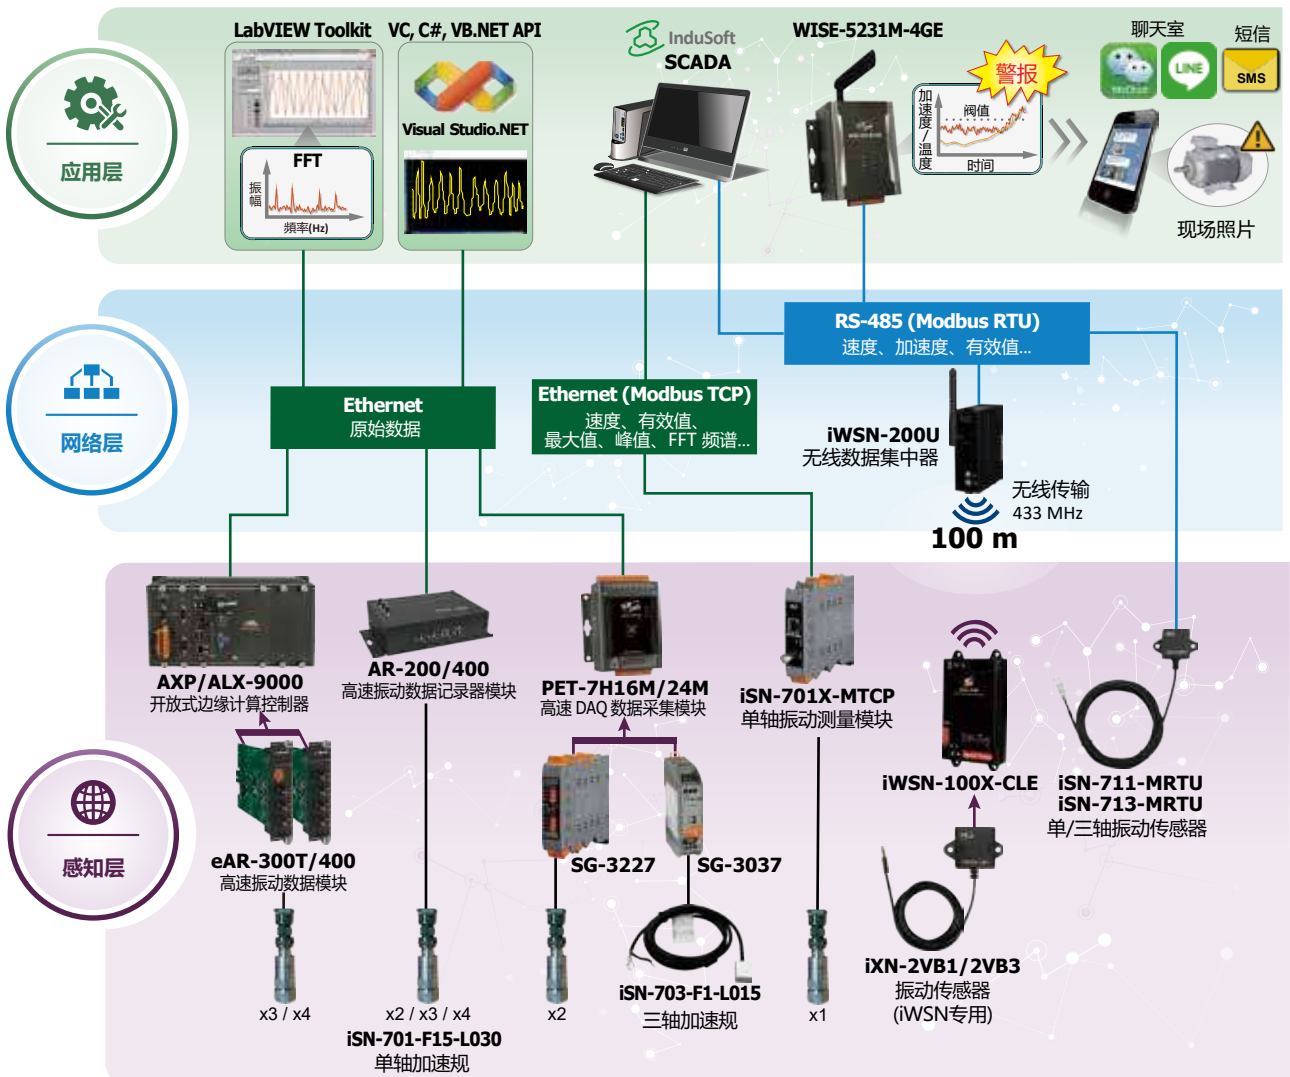 LabVIEW Toolkit
VC, C#, VB.NET API
InduSoft
SCADA
WISE-5231M-4GE
聊天室
短信
警报
LINE
SMS
WeChat
应用层
Visual Studio.NET
FFT
振幅
頻率(Hz)
加速度/温度
阀值
时间
现场照片
网络层
RS-485 (Modbus RTU)
速度、加速度、有效值...
Ethernet
原始数据
Ethernet (Modbus TCP)
速度、有效值、
最大值、峰值、FFT 频谱...
iWSN-200U
无线数据集中器
无线传输
433 MHz
100 m
感知层
AXP/ALX-9000
开放式边缘计算控制器
AR-200/400
高速振动数据记录器模块
PET-7H16M/24M
高速 DAQ 数据采集模块
iSN-701X-MTCP
单轴振动测量模块
iWSN-100X-CLE
iSN-711-MRTU
iSN-713-MRTU
单/三轴振动传感器
eAR-300T/400
高速振动数据模块
SG-3227
SG-3037
iXN-2VB1/2VB3
振动传感器
(iWSN专用)
x3 / x4
x2 / x3 / x4
iSN-701-F15-L030
单轴加速规
x2
iSN-703-F1-L015
三轴加速规
x1